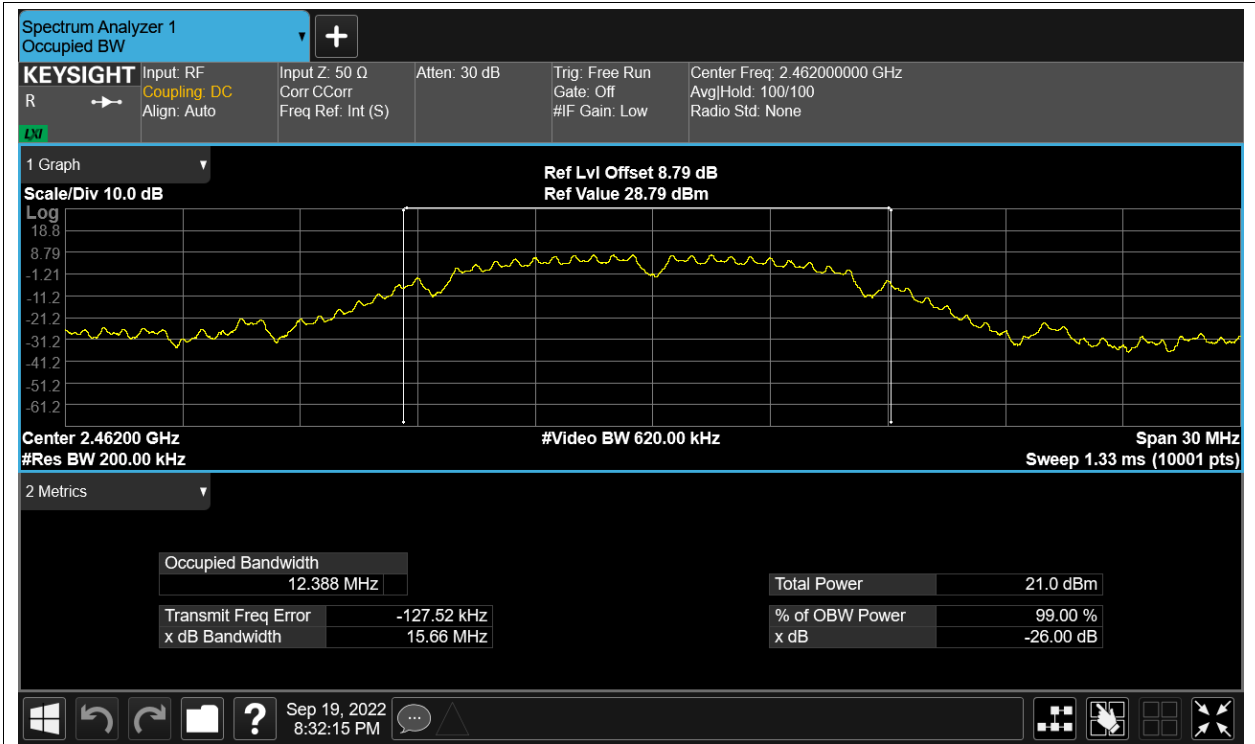 Spectrum Analyzer 1
Occupied BW
KEYSIGHT Input: RF Input Z: 50 Ω Atten: 30 dB Trig: Free Run Center Freq: 2.462000000 GHz
R Coupling: DC Corr CCorr Gate: Off Avg|Hold: 100/100
Align: Auto Freq Ref: Int (S) #IF Gain: Low Radio Std: None
LXI
1 Graph
Ref Lvl Offset 8.79 dB
Scale/Div 10.0 dB Ref Value 28.79 dBm
Log
18.8
8.79
-1.21
-11.2
-21.2
-31.2
-41.2
-51.2
-61.2
Center 2.46200 GHz #Video BW 620.00 kHz Span 30 MHz
#Res BW 200.00 kHz Sweep 1.33 ms (10001 pts)
2 Metrics
Occupied Bandwidth
12.388 MHz Total Power 21.0 dBm
Transmit Freq Error -127.52 kHz % of OBW Power 99.00 %
x dB Bandwidth 15.66 MHz x dB -26.00 dB
? Sep 19, 2022
8:32:15 PM